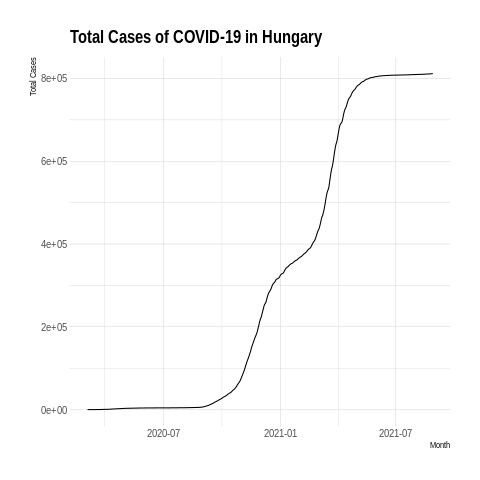 Total Cases of COVID-19 in Hungary
Total Cases
8e+05
6e+05
4e+05
2e+05
0e+00
2020-07 2021-01 2021-07
Month